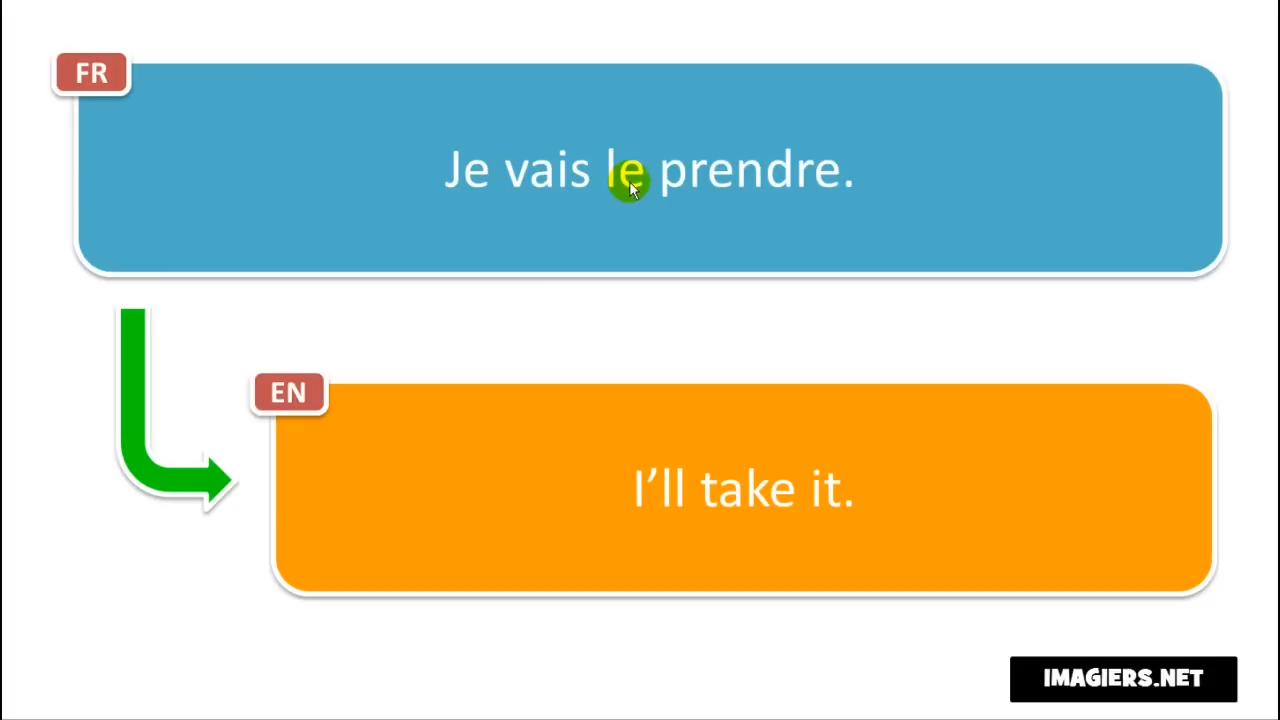 FR
Je vais le prendre.
EN
I’ll take it.
IMAGIERS.NET